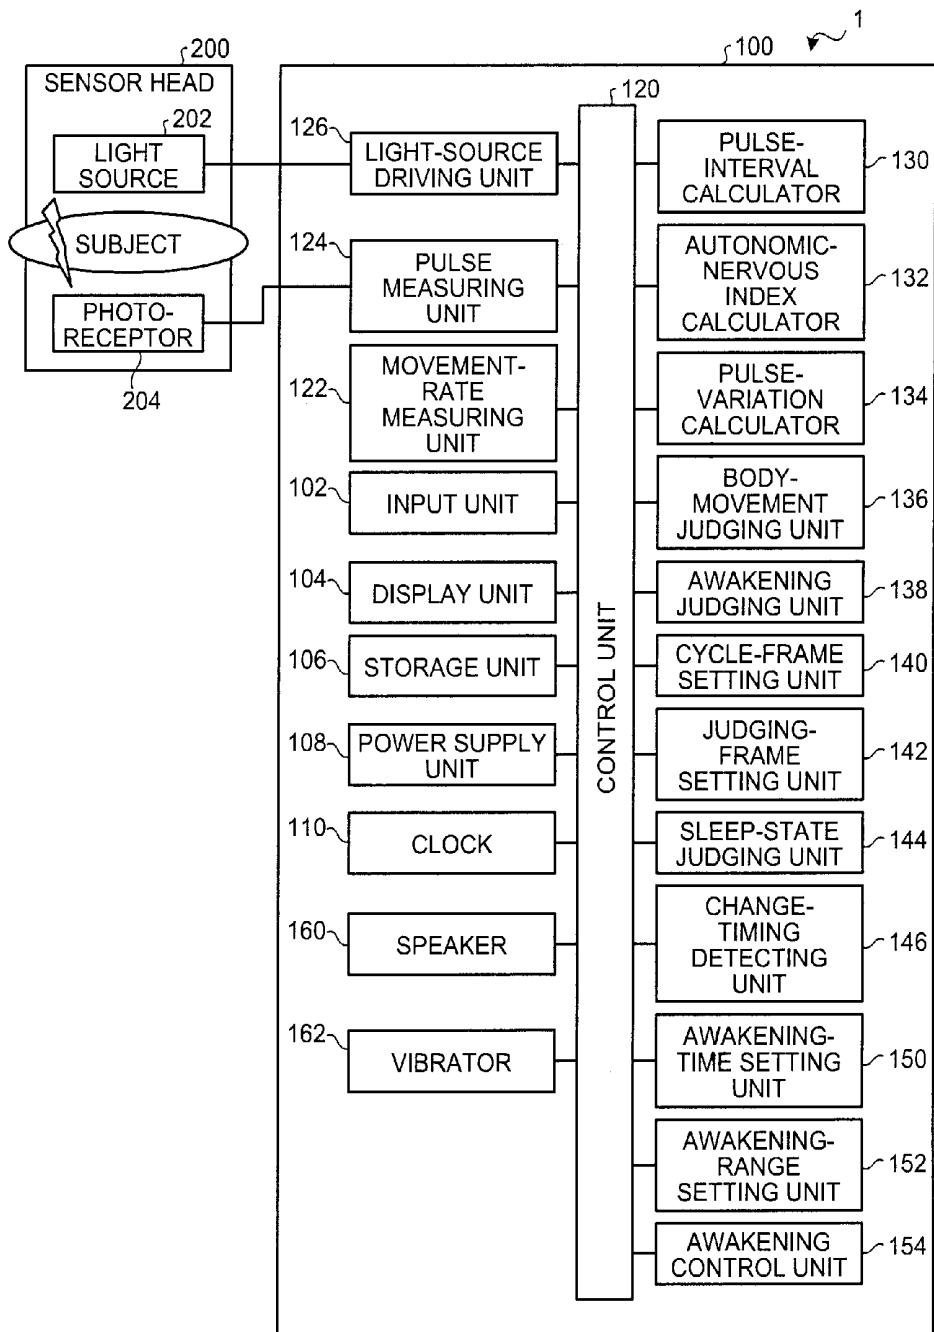 1
200
100
SENSOR HEAD
120
202
126
LIGHT
SOURCE
LIGHT-SOURCE
DRIVING UNIT
PULSE-
INTERVAL
CALCULATOR
130
SUBJECT
124
PULSE
MEASURING
UNIT
AUTONOMIC-
NERVOUS
INDEX
CALCULATOR
132
PHOTO-
RECEPTOR
204
122
MOVEMENT-
RATE
MEASURING
UNIT
PULSE-
VARIATION
CALCULATOR
134
102
INPUT UNIT
BODY-
MOVEMENT
JUDGING UNIT
136
104
DISPLAY UNIT
AWAKENING
JUDGING UNIT
138
CONTROL UNIT
106
STORAGE UNIT
CYCLE-FRAME
SETTING UNIT
140
108
POWER SUPPLY
UNIT
JUDGING-
FRAME
SETTING UNIT
142
110
CLOCK
SLEEP-STATE
JUDGING UNIT
144
160
SPEAKER
CHANGE-
TIMING
DETECTING
UNIT
146
162
VIBRATOR
AWAKENING-
TIME SETTING
UNIT
150
AWAKENING-
RANGE
SETTING UNIT
152
AWAKENING
CONTROL UNIT
154